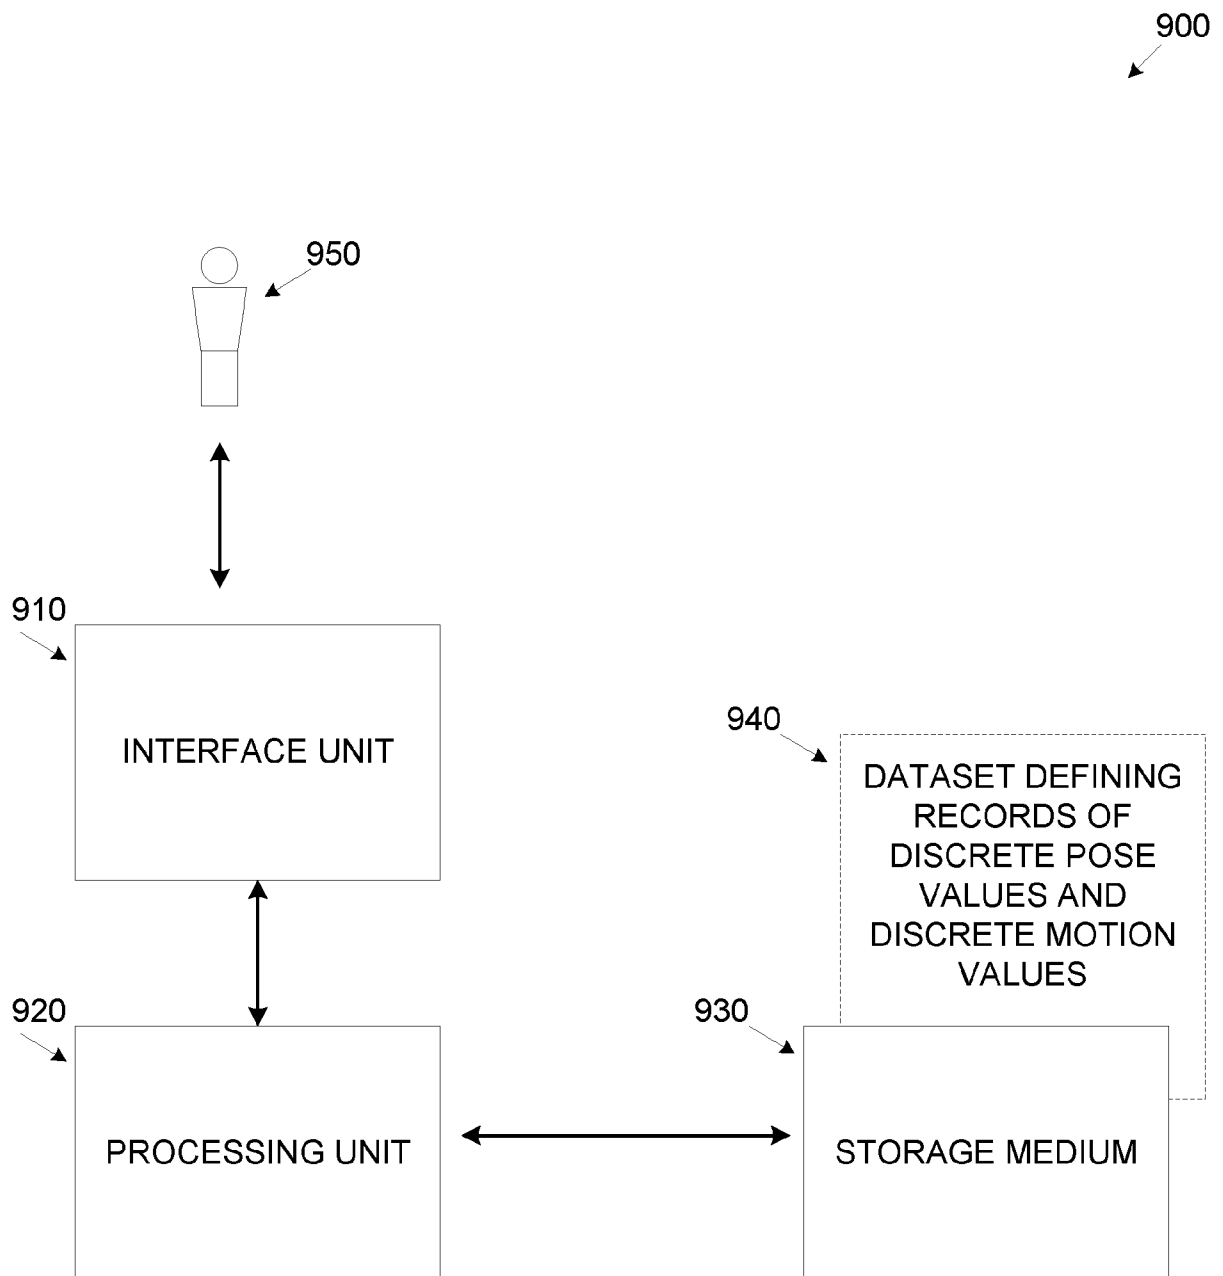 900
950
910
INTERFACE UNIT
940
DATASET DEFINING
RECORDS OF
DISCRETE POSE
VALUES AND
DISCRETE MOTION
VALUES
920
PROCESSING UNIT
930
STORAGE MEDIUM